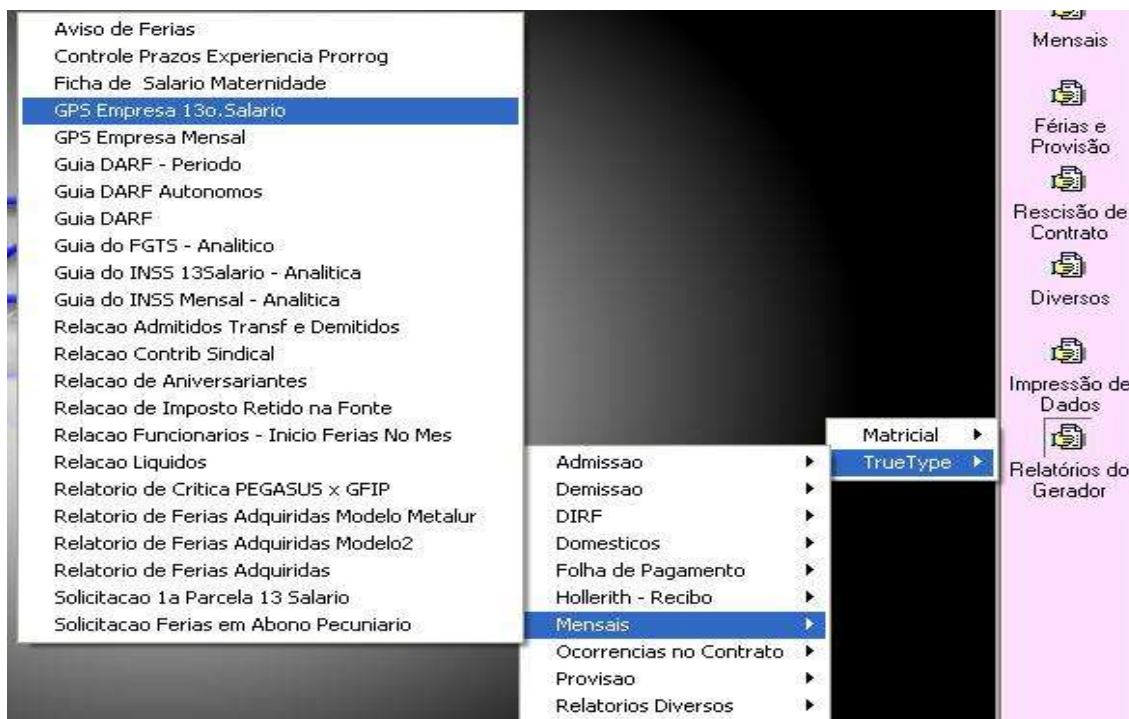 Aviso de Ferias
Controle Prazos Experiencia Prorrog
Ficha de Salario Maternidade
GPS Empresa 13o.Salario
GPS Empresa Mensal
Guia DARF - Periodo
Guia DARF Autonomos
Guia DARF
Guia do FGTS - Analitico
Guia do INSS 13Salario - Analitica
Guia do INSS Mensal - Analitica
Relacao Admitidos Transf e Demitidos
Relacao Contrib Sindical
Relacao de Aniversariantes
Relacao de Imposto Retido na Fonte
Relacao Funcionarios - Inicio Ferias No Mes
Relacao Liquidos
Relatorio de Critica PEGASUS x GFIP
Relatorio de Ferias Adquiridas Modelo Metalur
Relatorio de Ferias Adquiridas Modelo2
Relatorio de Ferias Adquiridas
Solicitacao 1a Parcela 13 Salario
Solicitacao Ferias em Abono Pecuniario
Admissao
Demissao
DIRF
Domesticos
Folha de Pagamento
Hollerith - Recibo
Mensais
Ocorrencias no Contrato
Provisao
Relatorios Diversos
Matricial
TrueType
Mensais
Férias e
Provisão
Rescisão de
Contrato
Diversos
Impressão de
Dados
Relatórios do
Gerador